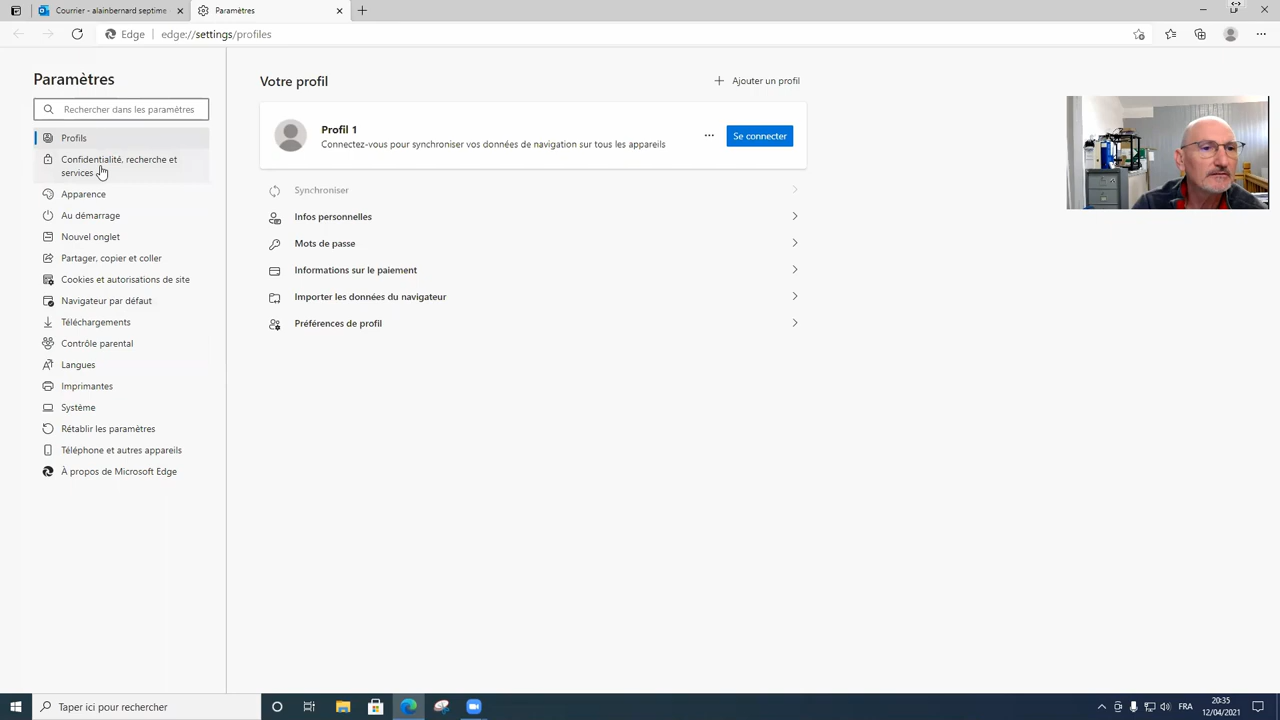 Courrier - alainbernard septime
Paramètres
Edge
edge://settings/profiles
Paramètres
Rechercher dans les paramètres
Profils
Confidentialité, recherche et
services
Apparence
Au démarrage
Nouvel onglet
Partager, copier et coller
Cookies et autorisations de site
Navigateur par défaut
Téléchargements
Contrôle parental
Langues
Imprimantes
Système
Rétablir les paramètres
Téléphone et autres appareils
À propos de Microsoft Edge
Votre profil
Ajouter un profil
Profil 1
Connectez-vous pour synchroniser vos données de navigation sur tous les appareils
Se connecter
Synchroniser
Infos personnelles
Mots de passe
Informations sur le paiement
Importer les données du navigateur
Préférences de profil
Taper ici pour rechercher
FRA
20:35
12/04/2021